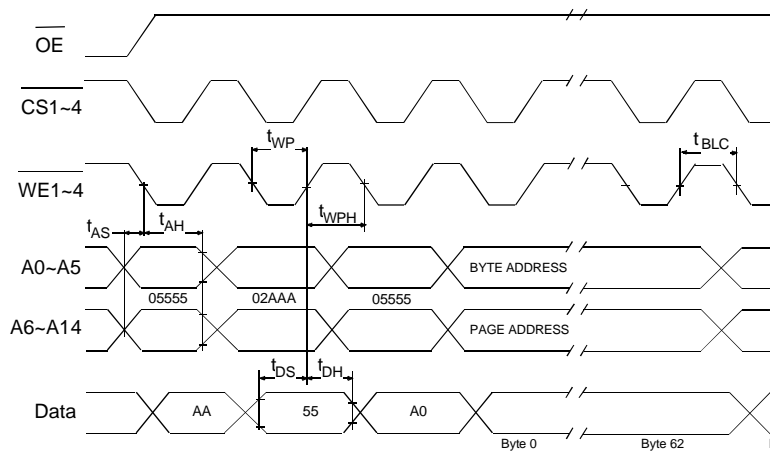 OE
CS1~4
tWP
tBLC
WE1~4
tWPH
tAS tAH
A0~A5 BYTE ADDRESS
05555 02AAA 05555
A6~A14 PAGE ADDRESS
tDS tDH
Data AA 55 A0
Byte 0 Byte 62